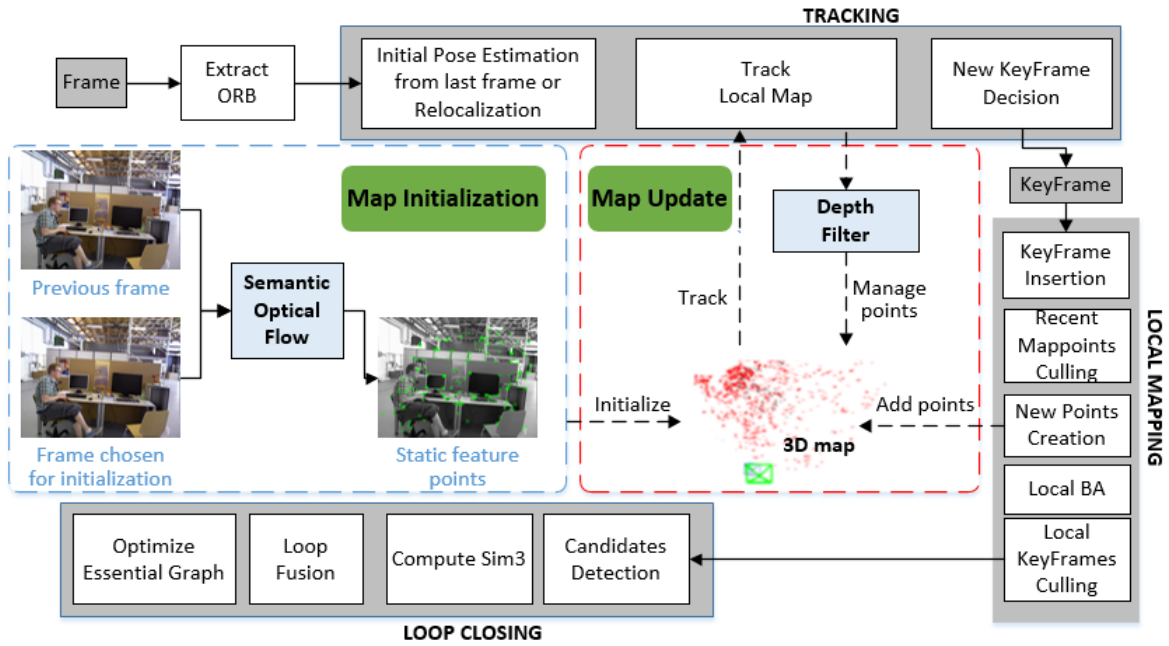 TRACKING
Frame
Extract
ORB
Initial Pose Estimation
from last frame or
Relocalization
Track
Local Map
New KeyFrame
Decision
Map Initialization
Map Update
KeyFrame
Depth
Filter
Previous frame
Semantic
Optical
Flow
Track
Manage
points
KeyFrame
Insertion
Recent
Mappoints
Culling
LOCAL MAPPING
Initialize
Add points
New Points
Creation
3D map
Frame chosen
for initialization
Static feature
points
Local BA
Local
KeyFrames
Culling
Optimize
Essential Graph
Loop
Fusion
Compute Sim3
Candidates
Detection
LOOP CLOSING